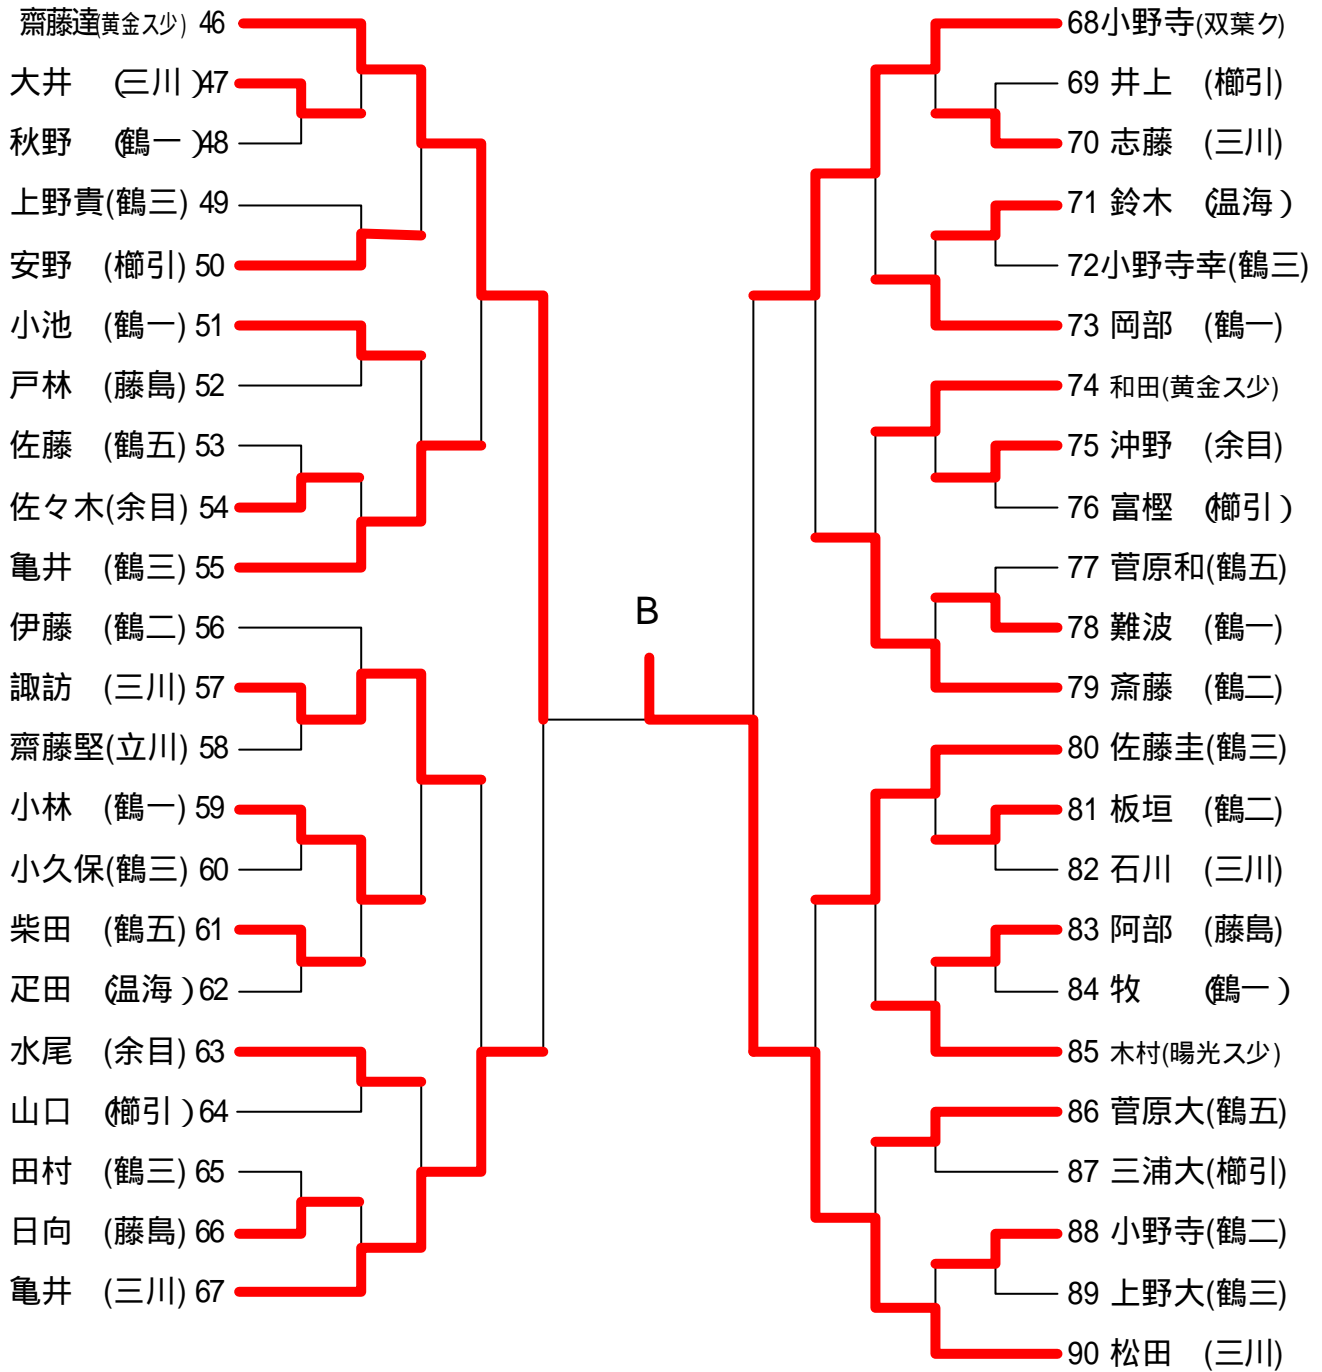 齋藤達(黄金ス少) 46
大井 (三川)47
秋野 (鶴一)48
上野貴(鶴三) 49
安野 (櫛引) 50
小池 (鶴一) 51
戸林 (藤島) 52
佐藤 (鶴五) 53
佐々木(余目) 54
亀井 (鶴三) 55
伊藤 (鶴二) 56
諏訪 (三川) 57
齋藤堅(立川) 58
小林 (鶴一) 59
小久保(鶴三) 60
柴田 (鶴五) 61
疋田 (温海)62
水尾 (余目) 63
山口 (櫛引)64
田村 (鶴三) 65
日向 (藤島) 66
亀井 (三川) 67
B
68小野寺(双葉ク)
69 井上 (櫛引)
70 志藤 (三川)
71 鈴木 (温海)
72小野寺幸(鶴三)
73 岡部 (鶴一)
74 和田(黄金ス少)
75 沖野 (余目)
76 富樫 (櫛引)
77 菅原和(鶴五)
78 難波 (鶴一)
79 斎藤 (鶴二)
80 佐藤圭(鶴三)
81 板垣 (鶴二)
82 石川 (三川)
83 阿部 (藤島)
84 牧 (鶴一)
85 木村(暘光ス少)
86 菅原大(鶴五)
87 三浦大(櫛引)
88 小野寺(鶴二)
89 上野大(鶴三)
90 松田 (三川)